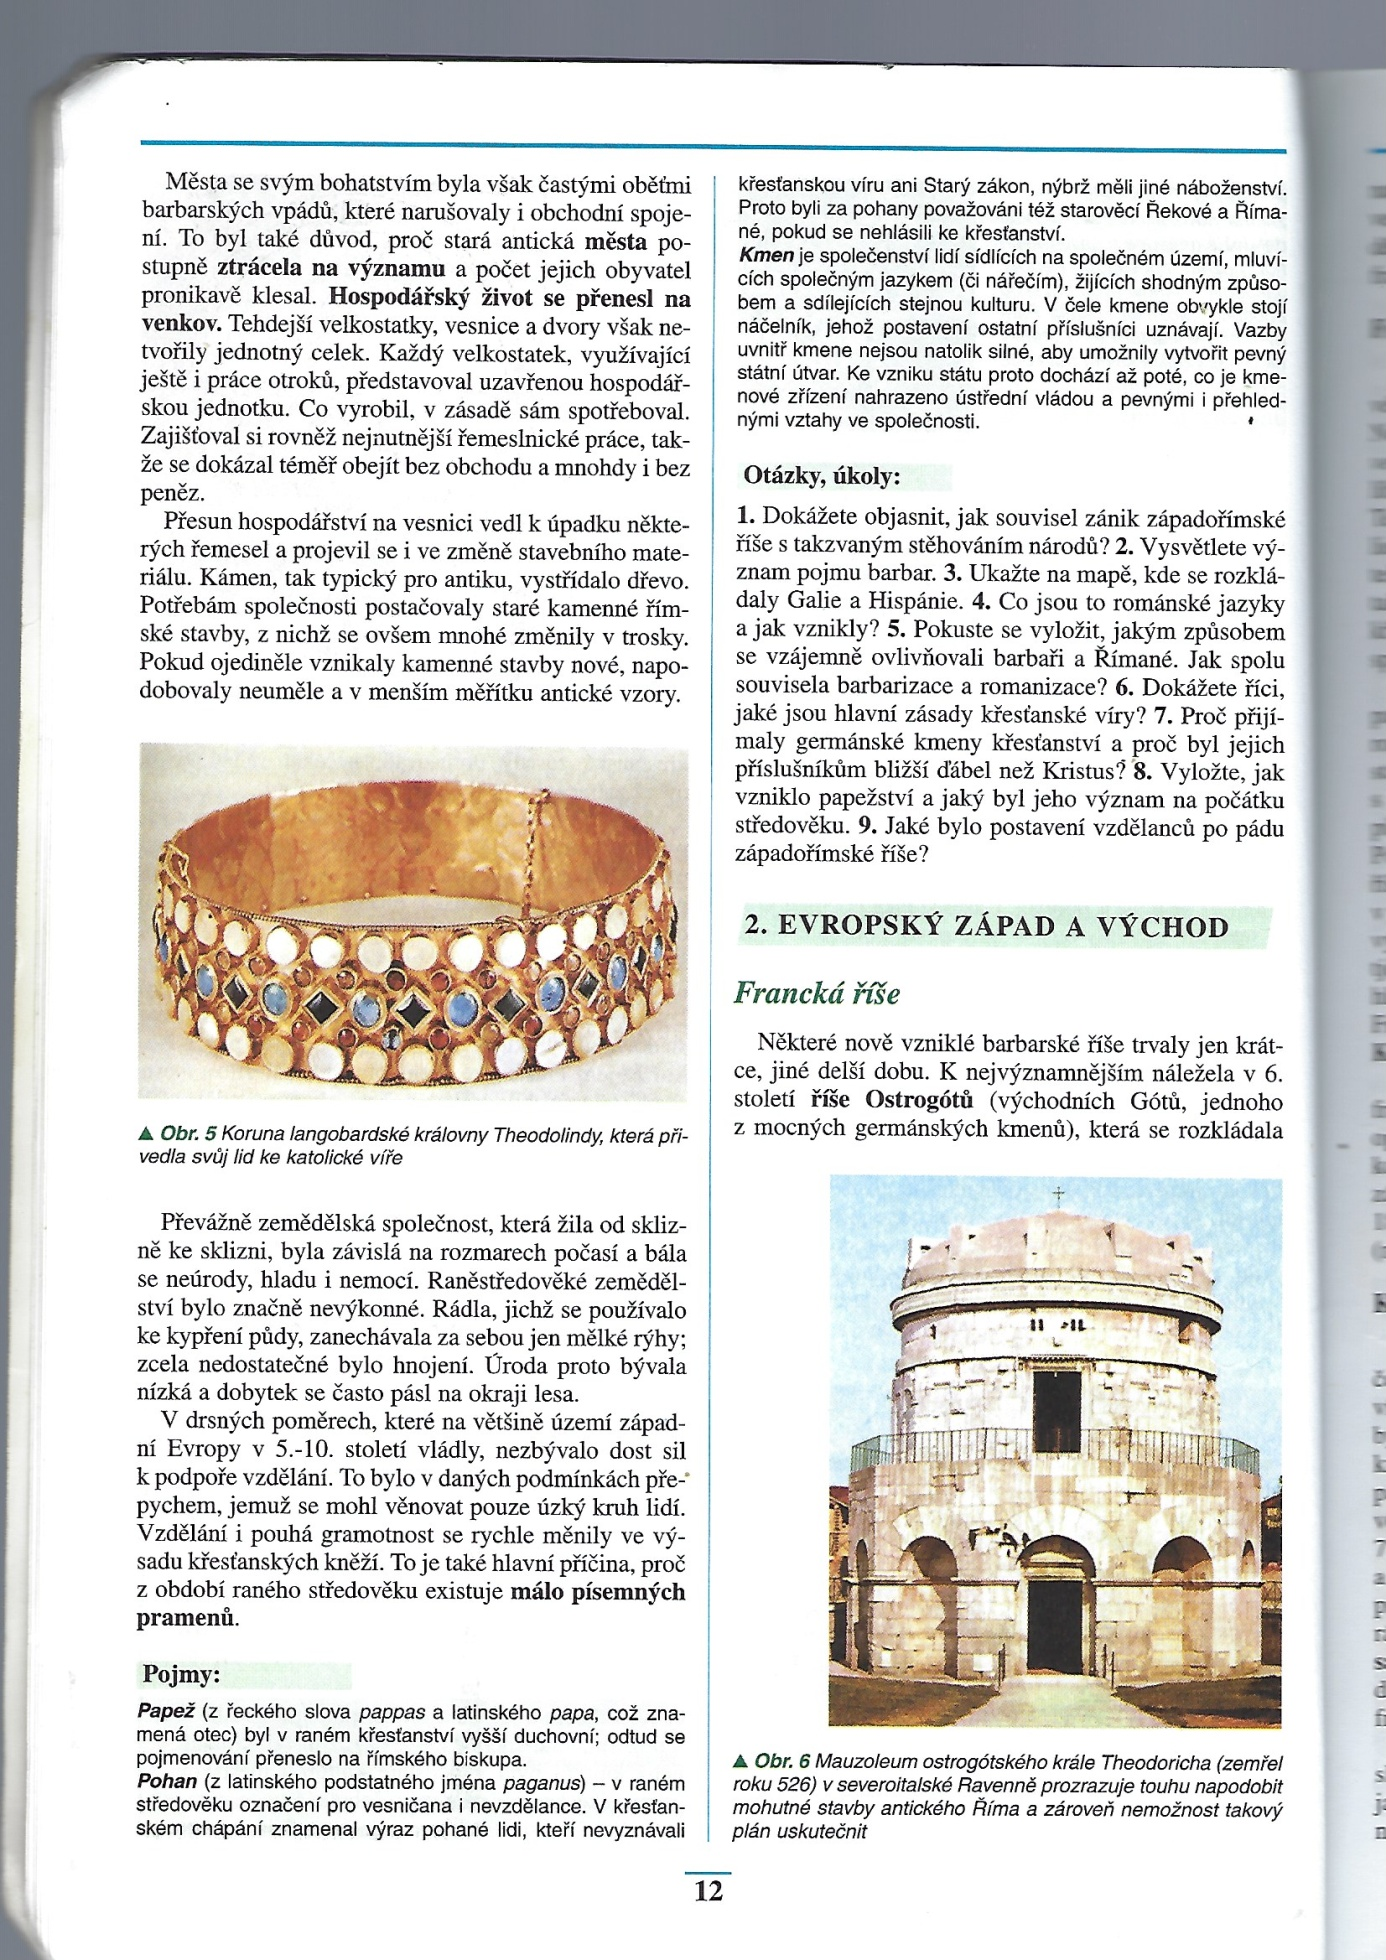 Města se svým bohatstvím byla však častými oběťmi
barbarských vpádů, které narušovaly i obchodní spoje-
ní. To byl také důvod, proč stará antická města po-
stupně ztrácela na významu a počet jejich obyvatel
pronikavě klesal. Hospodářský život se přenesl na
venkov. Tehdejší velkostatky, vesnice a dvory však ne-
tvořily jednotný celek. Každý velkostatek, využívající
ještě i práce otroků, představoval uzavřenou hospodář-
skou jednotku. Co vyrobil, v zásadě sám spotřeboval.
Zajišťoval si rovněž nejnutnější řemeslnické práce, tak-
že se dokázal téměř obejít bez obchodu a mnohdy i bez
peněz.
Přesun hospodářství na vesnici vedl k úpadku někte-
rých řemesel a projevil se i ve změně stavebního mate-
riálu. Kámen, tak typický pro antiku, vystřídalo dřevo.
Potřebám společnosti postačovaly staré kamenné řím-
ské stavby, z nichž se ovšem mnohé změnily v trosky.
Pokud ojediněle vznikaly kamenné stavby nové, napo-
dobovaly neuměle a v menším měřítku antické vzory.
▲ Obr. 5 Koruna langobardské královny Theodolindy, která při-
vedla svůj lid ke katolické víře
Převážně zemědělská společnost, která žila od skliz-
ně ke sklizni, byla závislá na rozmarech počasí a bála
se neúrody, hladu i nemocí. Raněstředověké zeměděl-
ství bylo značně nevýkonné. Rádla, jichž se používalo
ke kypření půdy, zanechávala za sebou jen mělké rýhy;
zcela nedostatečné bylo hnojení. Úroda proto bývala
nízká a dobytek se často pásl na okraji lesa.
V drsných poměrech, které na většině území západ-
ní Evropy v 5.-10. století vládly, nezbývalo dost sil
k podpoře vzdělání. To bylo v daných podmínkách pře-
pychem, jemuž se mohl věnovat pouze úzký kruh lidí.
Vzdělání i pouhá gramotnost se rychle měnily ve vý-
sadu křesťanských kněží. To je také hlavní příčina, proč
z období raného středověku existuje málo písemných
pramenů.
Pojmy:
Papež (z řeckého slova pappas a latinského papa, což zna-
mená otec) byl v raném křesťanství vyšší duchovní; odtud se
pojmenování přeneslo na římského biskupa.
Pohan (z latinského podstatného jména paganus) – v raném
středověku označení pro vesničana i nevzdělance. V křesťan-
ském chápání znamenal výraz pohané lidi, kteří nevyznávali
křesťanskou víru ani Starý zákon, nýbrž měli jiné náboženství.
Proto byli za pohany považováni též starověcí Řekové a Říma-
né, pokud se nehlásili ke křesťanství.
Kmen je společenství lidí sídlících na společném území, mluví-
cích společným jazykem (či nářečím), žijících shodným způso-
bem a sdílejících stejnou kulturu. V čele kmene obvykle stojí
náčelník, jehož postavení ostatní příslušníci uznávají. Vazby
uvnitř kmene nejsou natolik silné, aby umožnily vytvořit pevný
státní útvar. Ke vzniku státu proto dochází až poté, co je kme-
nové zřízení nahrazeno ústřední vládou a pevnými i přehled-
nými vztahy ve společnosti.
Otázky, úkoly:
1. Dokážete objasnit, jak souvisel zánik západořímské
říše s takzvaným stěhováním národů? 2. Vysvětlete vý-
znam pojmu barbar. 3. Ukažte na mapě, kde se rozklá-
daly Galie a Hispánie. 4. Co jsou to románské jazyky
a jak vznikly? 5. Pokuste se vyložit, jakým způsobem
se vzájemně ovlivňovali barbaři a Římané. Jak spolu
souvisela barbarizace a romanizace? 6. Dokážete říci,
jaké jsou hlavní zásady křesťanské víry? 7. Proč přijí-
maly germánské kmeny křesťanství a proč byl jejich
příslušníkům bližší ďábel než Kristus? 8. Vyložte, jak
vzniklo papežství a jaký byl jeho význam na počátku
středověku. 9. Jaké bylo postavení vzdělanců po pádu
západořímské říše?
2. EVROPSKÝ ZÁPAD A VÝCHOD
Francká říše
Některé nově vzniklé barbarské říše trvaly jen krát-
ce, jiné delší dobu. K nejvýznamnějším náležela v 6.
století říše Ostrogótů (východních Gótů, jednoho
z mocných germánských kmenů), která se rozkládala
▲ Obr. 6 Mauzoleum ostrogótského krále Theodoricha (zemřel
roku 526) v severoitalské Ravenně prozrazuje touhu napodobit
mohutné stavby antického Říma a zároveň nemožnost takový
plán uskutečnit
12